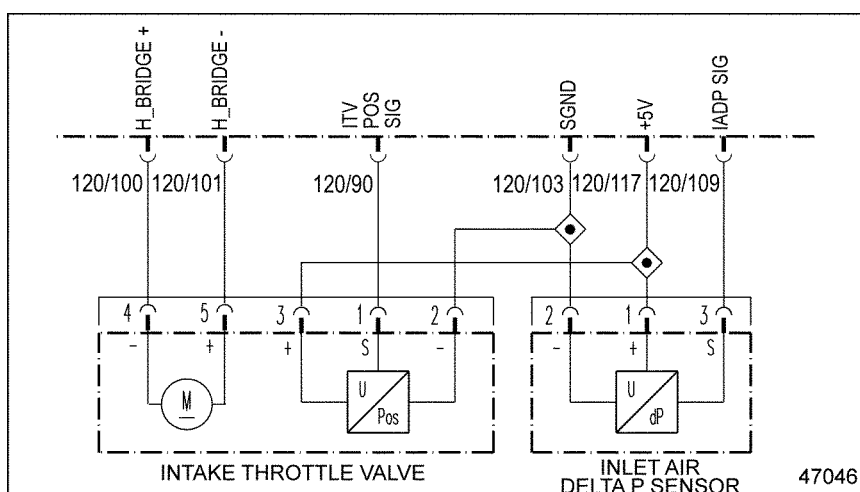 H_BRIDGE +
H_BRIDGE -
ITV
POS
SIG
SGND
+5V
IADP SIG
120/100 120/101 120/90 120/103 120/117 120/109
4 5 3 1 2 2 1 3
- + + S - - + S
M U Pos U dP
INTAKE THROTTLE VALVE
INLET AIR
DELTA P SENSOR
47046